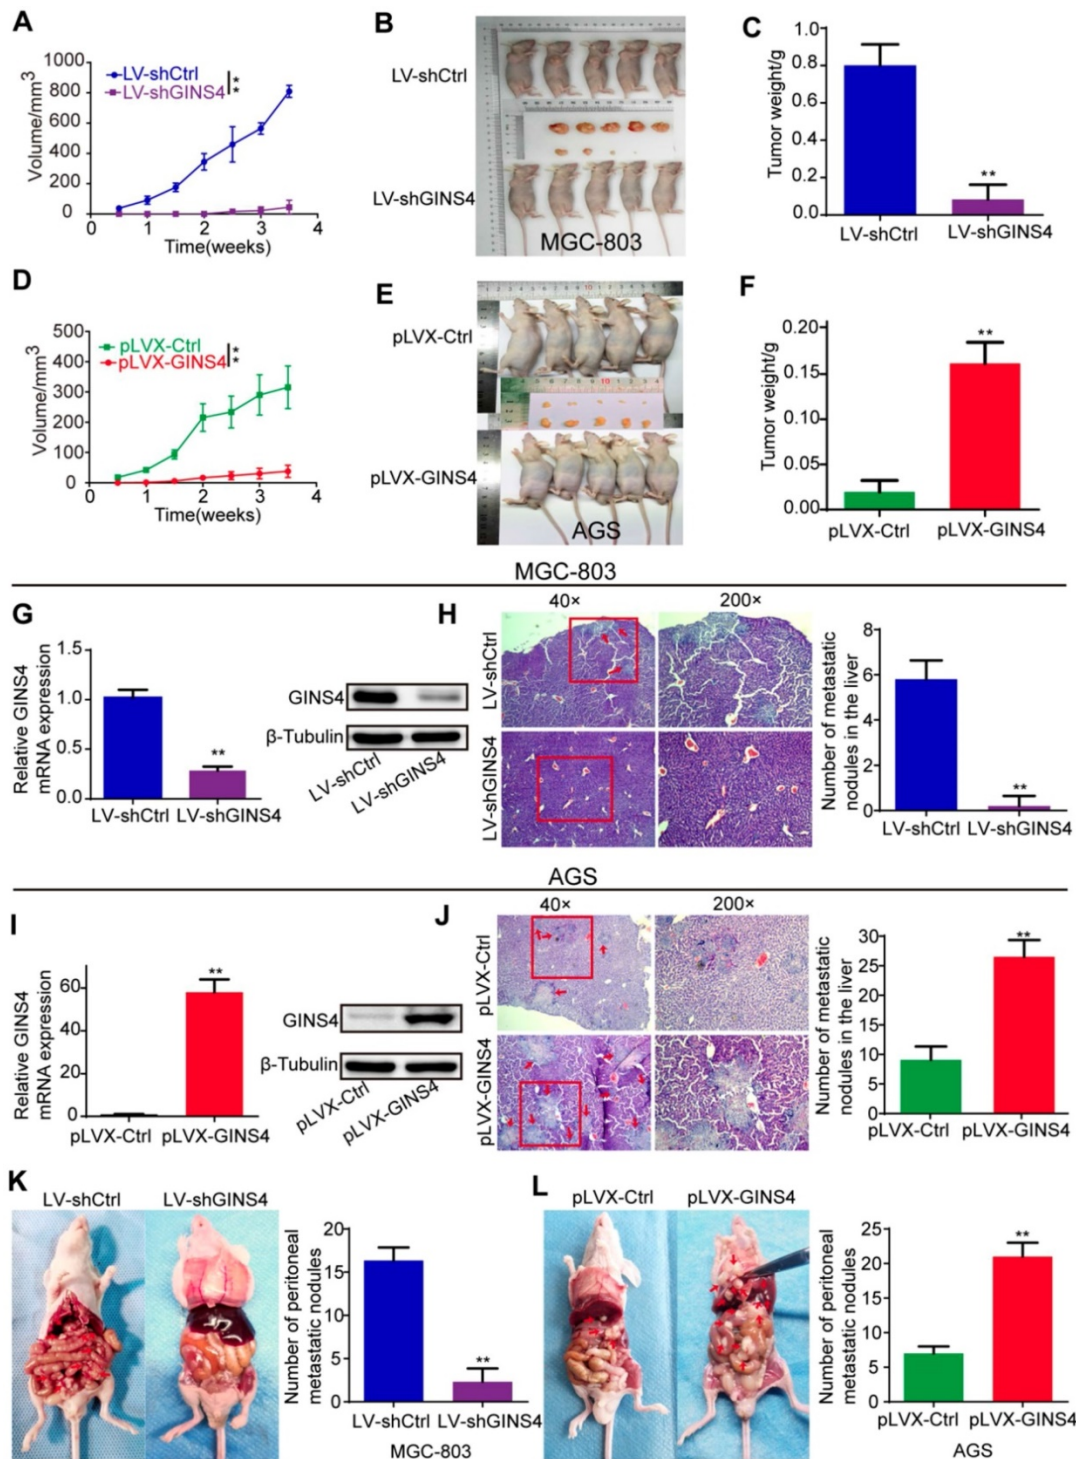 A
LV-shCtrl
LV-shGINS4
**
Volume/mm³
1000
800
600
400
200
0
0 1 2 3 4
Time(weeks)
B
LV-shCtrl
LV-shGINS4
MGC-803
C
Tumor weight/g
1.0
0.8
0.6
0.4
0.2
0.0
**
LV-shCtrl LV-shGINS4
D
pLVX-Ctrl
pLVX-GINS4
**
Volume/mm³
500
400
300
200
100
0
0 1 2 3 4
Time(weeks)
E
pLVX-Ctrl
pLVX-GINS4
AGS
F
Tumor weight/g
0.20
0.15
0.10
0.05
0.00
**
pLVX-Ctrl pLVX-GINS4
MGC-803
G
Relative GINS4
mRNA expression
1.5
1.0
0.5
0.0
**
LV-shCtrl LV-shGINS4
GINS4
β-Tubulin
LV-shCtrl
LV-shGINS4
H
40× 200×
LV-shCtrl
LV-shGINS4
Number of metastatic
nodules in the liver
8
6
4
2
0
**
LV-shCtrl LV-shGINS4
AGS
I
Relative GINS4
mRNA expression
60
40
20
0
**
pLVX-Ctrl pLVX-GINS4
GINS4
β-Tubulin
pLVX-Ctrl
pLVX-GINS4
J
40× 200×
pLVX-Ctrl
pLVX-GINS4
Number of metastatic
nodules in the liver
30
25
20
15
10
5
0
**
pLVX-Ctrl pLVX-GINS4
K
LV-shCtrl LV-shGINS4
Number of peritoneal
metastatic nodules
20
15
10
5
0
**
LV-shCtrl LV-shGINS4
MGC-803
L
pLVX-Ctrl pLVX-GINS4
Number of peritoneal
metastatic nodules
25
20
15
10
5
0
**
pLVX-Ctrl pLVX-GINS4
AGS